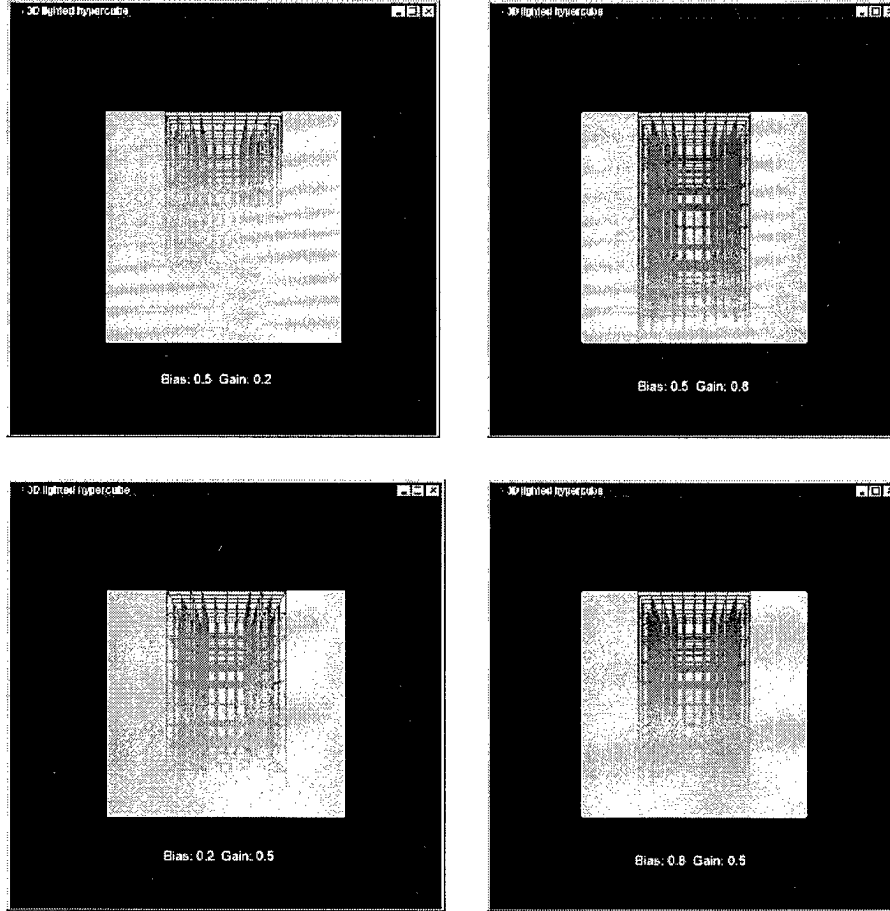 3D lighted hypercube
Bias: 0.5 Gain: 0.2
3D lighted hypercube
Bias: 0.5 Gain: 0.8
3D lighted hypercube
Bias: 0.2 Gain: 0.5
3D lighted hypercube
Bias: 0.8 Gain: 0.5